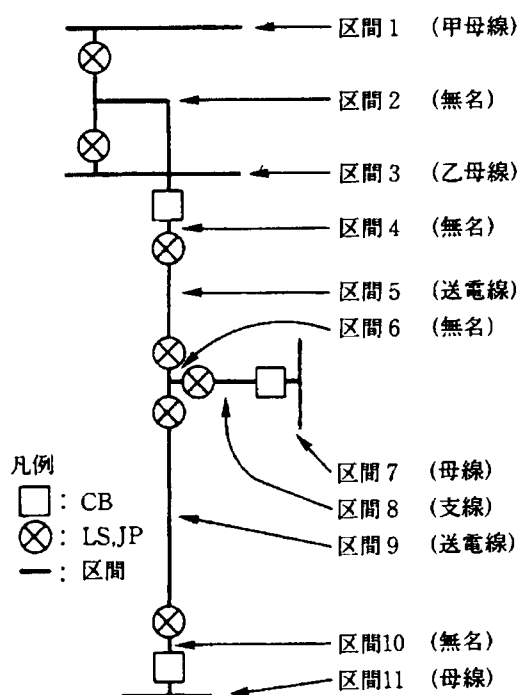 区間1 (甲母線)
区間2 (無名)
区間3 (乙母線)
区間4 (無名)
区間5 (送電線)
区間6 (無名)
区間7 (母線)
区間8 (支線)
区間9 (送電線)
区間10 (無名)
区間11 (母線)
凡例
: CB
: LS,JP
: 区間